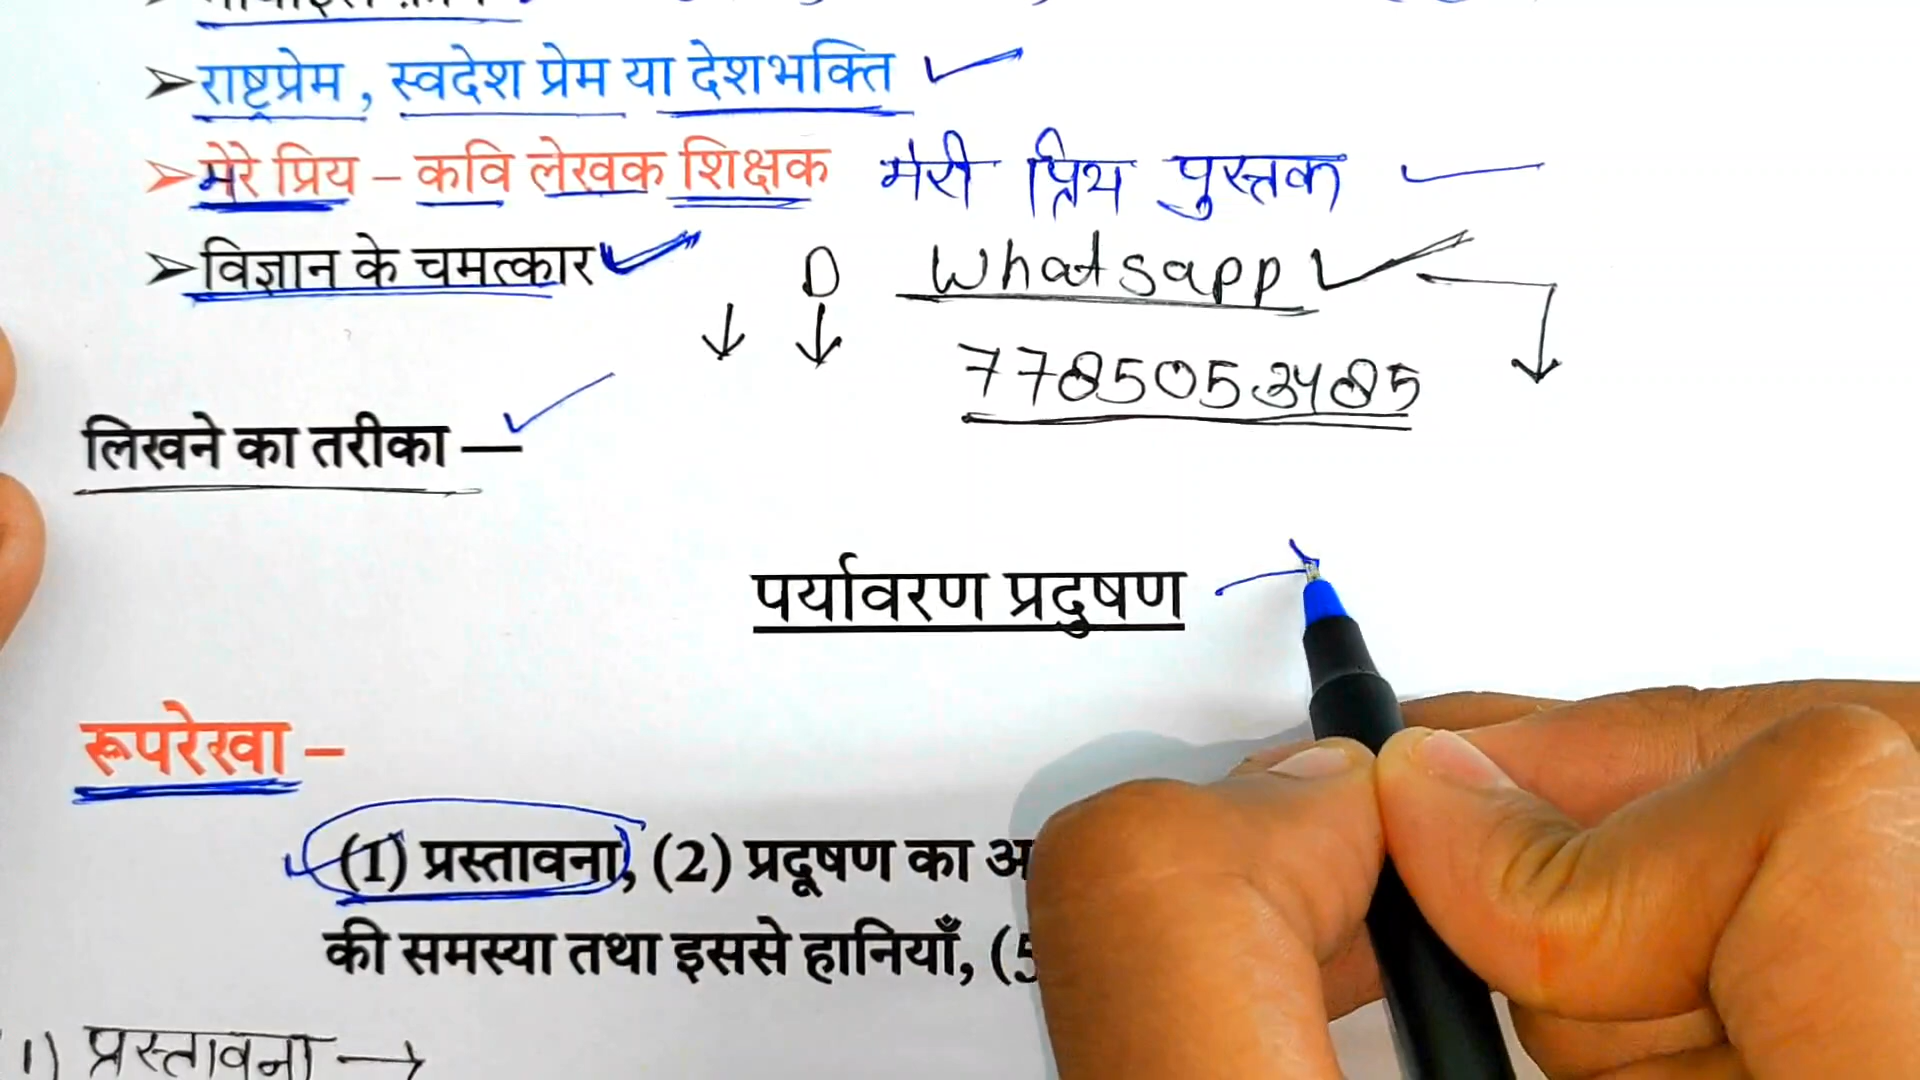 ➢राष्ट्रप्रेम , स्वदेश प्रेम या देशभक्ति
➢मेरे प्रिय – कवि लेखक शिक्षक मेरी प्रिय पुस्तक
➢विज्ञान के चमत्कार D Whatsapp
7785053485
लिखने का तरीका —
पर्यावरण प्रदुषण
रूपरेखा –
(1) प्रस्तावना, (2) प्रदूषण का
की समस्या तथा इससे हानियाँ, (5
1) प्रस्तावना →